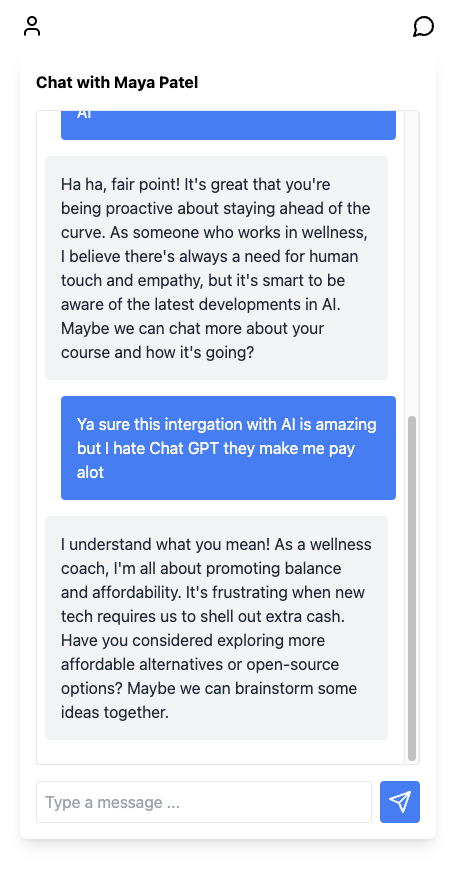 Chat with Maya Patel
AI
Ha ha, fair point! It's great that you're
being proactive about staying ahead of the
curve. As someone who works in wellness,
I believe there's always a need for human
touch and empathy, but it's smart to be
aware of the latest developments in AI.
Maybe we can chat more about your
course and how it's going?
Ya sure this intergation with AI is amazing
but I hate Chat GPT they make me pay
alot
I understand what you mean! As a wellness
coach, I'm all about promoting balance
and affordability. It's frustrating when new
tech requires us to shell out extra cash.
Have you considered exploring more
affordable alternatives or open-source
options? Maybe we can brainstorm some
ideas together.
Type a message ...